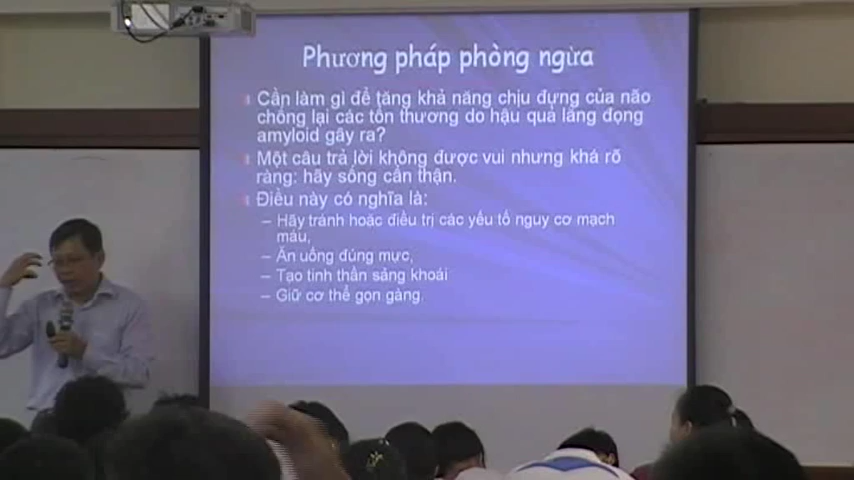 Phương pháp phòng ngừa
Cần làm gì để tăng khả năng chịu đựng của não
chống lại các tổn thương do hậu quả lắng đọng
amyloid gây ra?
Một câu trả lời không được vui nhưng khá rõ
ràng: hãy sống cẩn thận.
Điều này có nghĩa là:
– Hãy tránh hoặc điều trị các yếu tố nguy cơ mạch
máu,
– Ăn uống đúng mực,
– Tạo tinh thần sảng khoái
– Giữ cơ thể gọn gàng.